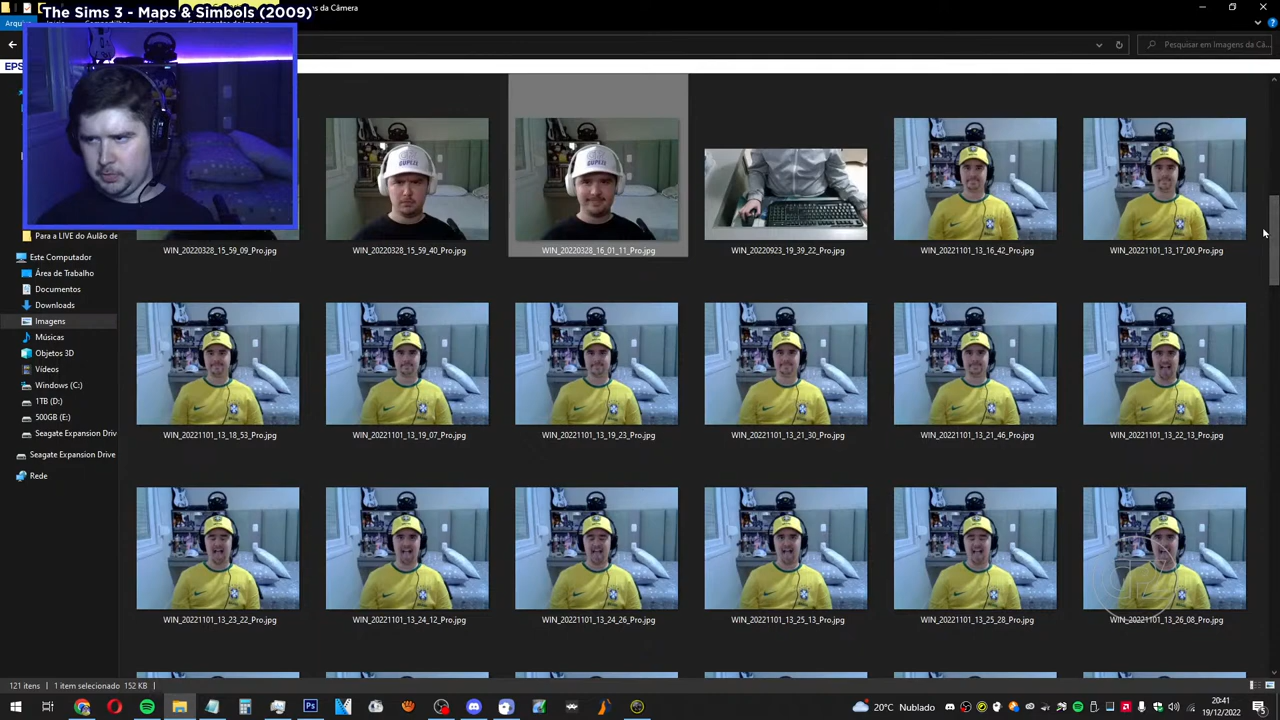 The Sims 3 - Maps & Simbols (2009)
s da Câmera
Arquivo
Pesquisar em Imagens da Câ...
EPS
Para a LIVE do Aulão de
Este Computador
Área de Trabalho
Documentos
Downloads
Imagens
Músicas
Objetos 3D
Vídeos
Windows (C:)
1TB (D:)
500GB (E:)
Seagate Expansion Driv
Seagate Expansion Drive
Rede
WIN_20220328_15_59_09_Pro.jpg
WIN_20220328_15_59_40_Pro.jpg
WIN_20220328_16_01_11_Pro.jpg
WIN_20220923_19_39_22_Pro.jpg
WIN_20221101_13_16_42_Pro.jpg
WIN_20221101_13_17_00_Pro.jpg
WIN_20221101_13_18_53_Pro.jpg
WIN_20221101_13_19_07_Pro.jpg
WIN_20221101_13_19_23_Pro.jpg
WIN_20221101_13_21_30_Pro.jpg
WIN_20221101_13_21_46_Pro.jpg
WIN_20221101_13_22_13_Pro.jpg
WIN_20221101_13_23_22_Pro.jpg
WIN_20221101_13_24_12_Pro.jpg
WIN_20221101_13_24_26_Pro.jpg
WIN_20221101_13_25_13_Pro.jpg
WIN_20221101_13_25_28_Pro.jpg
WIN_20221101_13_26_08_Pro.jpg
121 itens
1 item selecionado 152 KB
20°C Nublado
20:41
19/12/2022